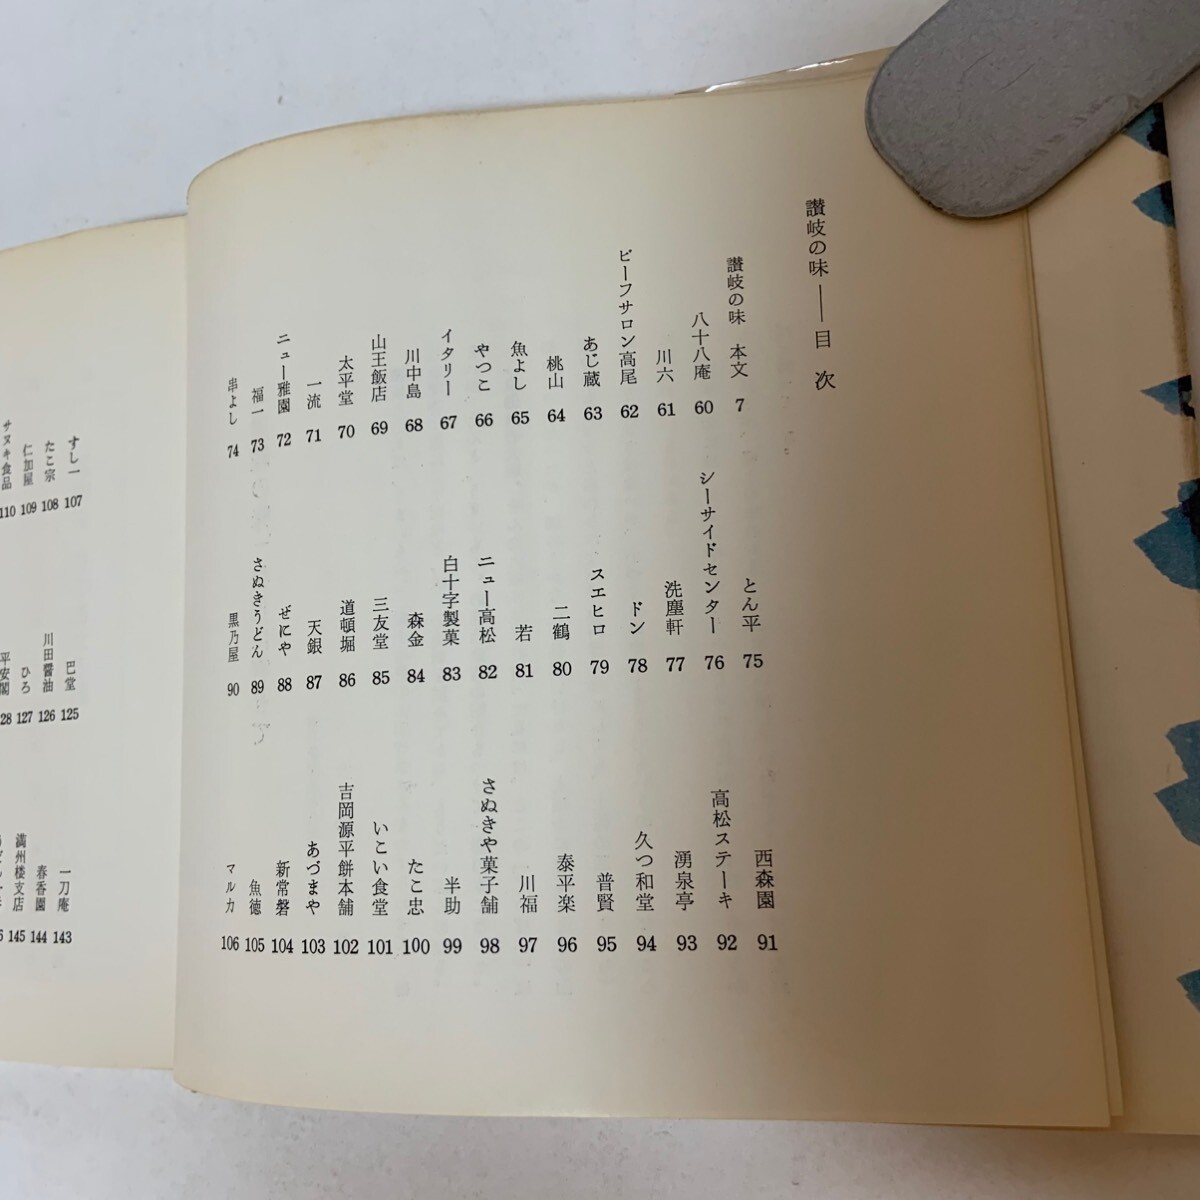 讃岐の味――目次
讃岐の味 本文 7
八十八庵 60
川六 61
ビーフサロン高尾 62
あじ蔵 63
桃山 64
魚よし 65
やつこ 66
イタリー 67
川中島 68
山王飯店 69
太平堂 70
一流 71
ニュー雅園 72
福一 73
串よし 74
とん平 75
シーサイドセンター 76
洗塵軒 77
ドン 78
スエヒロ 79
二鶴 80
若 81
ニュー高松 82
白十字製菓 83
森金 84
三友堂 85
道頓堀 86
天銀 87
ぜにや 88
さぬきうどん 89
黒乃屋 90
西森園 91
高松ステーキ 92
湧泉亭 93
久つ和堂 94
普賢 95
泰平楽 96
川福 97
さぬきや菓子舗 98
半助 99
たこ忠 100
いこい食堂 101
吉岡源平餅本舗 102
あづまや 103
新常磐 104
魚徳 105
マルカ 106
すし一 107
たこ宗 108
仁加屋 109
サヌキ食品 110
巴堂 125
川田醤油 126
ひろ 127
平安閣 128
一刀庵 143
春香園 144
満州楼支店 145